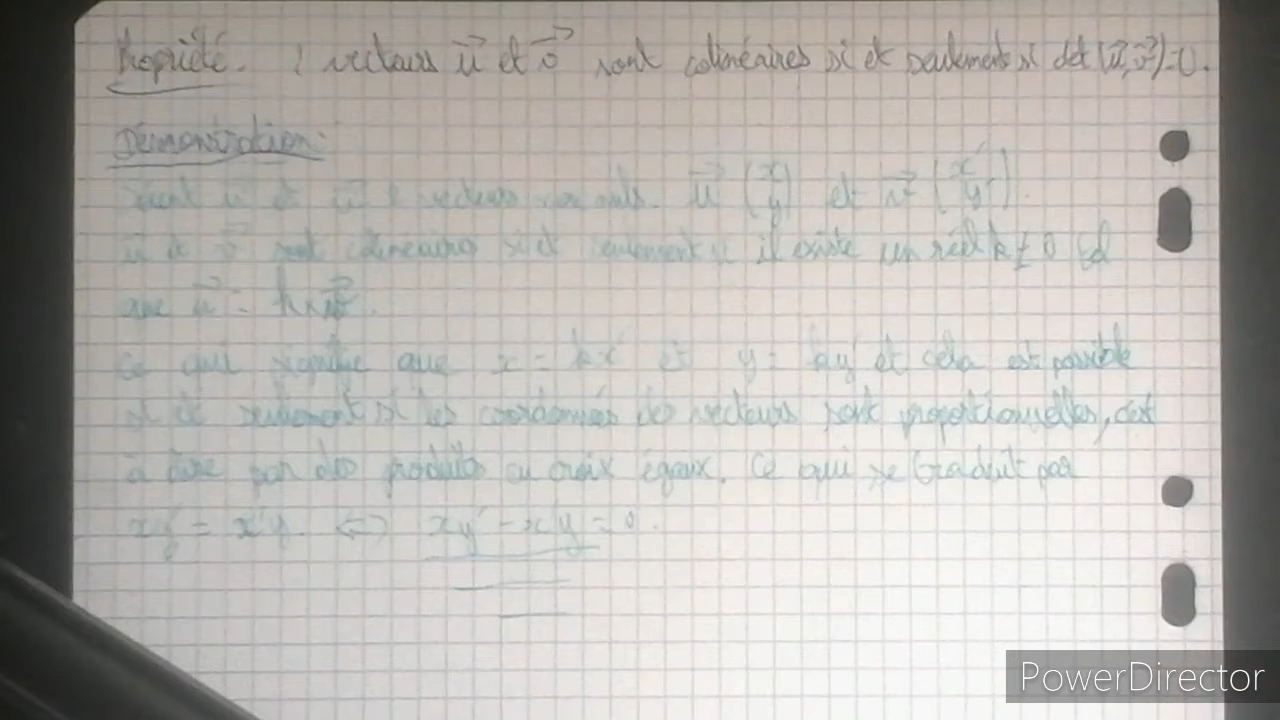 Propriété. 2 vecteurs u⃗ et v⃗ sont colinéaires si et seulement si det(u⃗,v⃗)=0.
Démonstration:
Soient u⃗ et v⃗ 2 vecteurs non nuls. u⃗ (x y) et v⃗ (x' y').
u⃗ et v⃗ sont colinéaires si et seulement si il existe un réel k≠0 tel
que u⃗ = k×v⃗.
Ce qui signifie que x = kx' et y = ky' et cela est possible
si et seulement si les coordonnées des vecteurs sont proportionnelles, c'est
à dire par des produits en croix égaux. Ce qui se traduit par
xy' = x'y. ⇔ xy' - x'y = 0.
PowerDirector